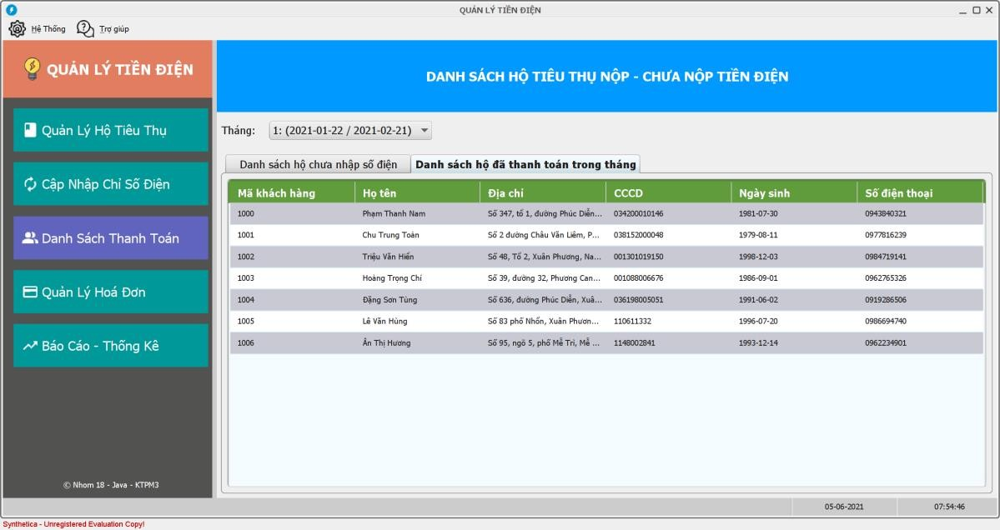 QUẢN LÝ TIỀN ĐIỆN
Hệ Thống Trợ giúp
QUẢN LÝ TIỀN ĐIỆN
Quản Lý Hộ Tiêu Thụ
Cập Nhập Chỉ Số Điện
Danh Sách Thanh Toán
Quản Lý Hoá Đơn
Báo Cáo - Thống Kê
© Nhom 18 - Java - KTPM3
DANH SÁCH HỘ TIÊU THỤ NỘP - CHƯA NỘP TIỀN ĐIỆN
Tháng: 1: (2021-01-22 / 2021-02-21)
Danh sách hộ chưa nhập số điện Danh sách hộ đã thanh toán trong tháng
Mã khách hàng Họ tên Địa chỉ CCCD Ngày sinh Số điện thoại
1000 Phạm Thanh Nam Số 347, tổ 1, đường Phúc Diễn... 034200010146 1981-07-30 0943840321
1001 Chu Trung Toản Số 2 đường Châu Văn Liêm, P... 038152000048 1979-08-11 0977816239
1002 Triệu Văn Hiển Số 48, Tổ 2, Xuân Phương, Na... 001301019150 1998-12-03 0984719141
1003 Hoàng Trọng Chí Số 39, đường 32, Phương Can... 001088006676 1986-09-01 0962765326
1004 Đặng Sơn Tùng Số 636, đường Phúc Diễn, Xuâ... 036198005051 1991-06-02 0919286506
1005 Lê Văn Hùng Số 83 phố Nhổn, Xuân Phươn... 110611332 1996-07-20 0986694740
1006 Ân Thị Hương Số 95, ngõ 5, phố Mễ Trì, Mễ ... 1148002841 1993-12-14 0962234901
05-06-2021 07:54:46
Synthetica - Unregistered Evaluation Copy!